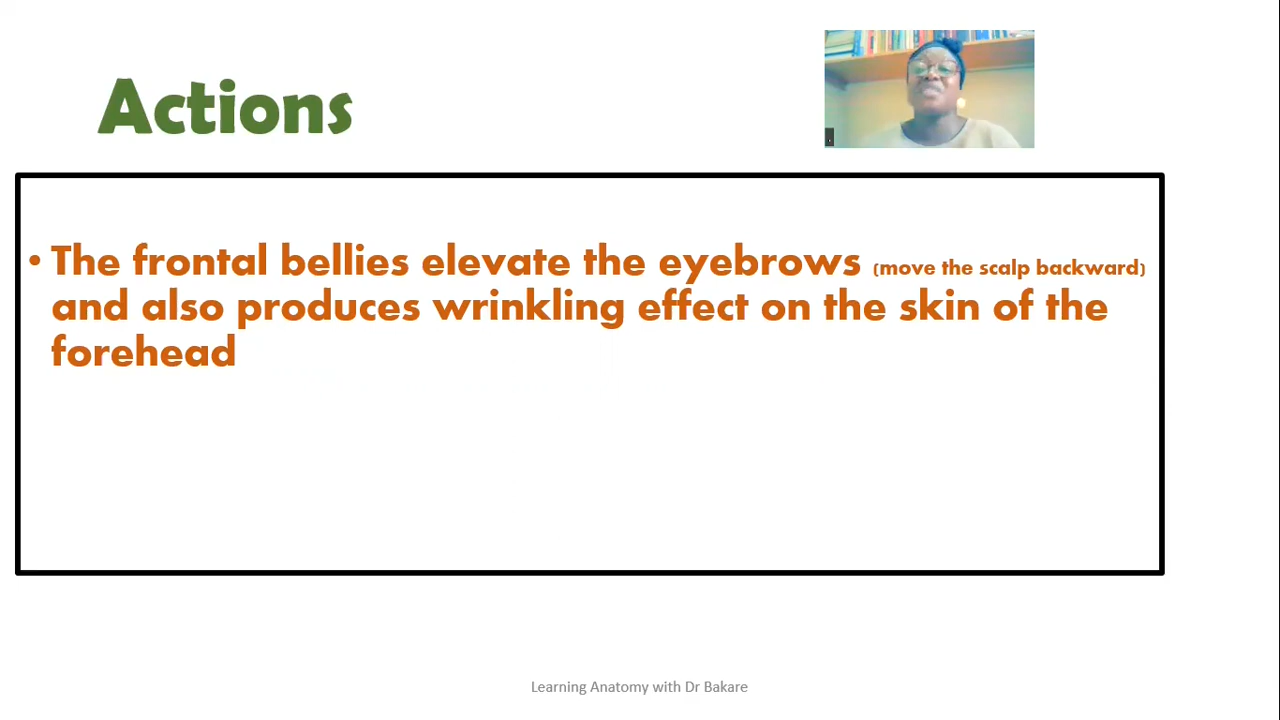 Actions
• The frontal bellies elevate the eyebrows (move the scalp backward)
and also produces wrinkling effect on the skin of the
forehead
Learning Anatomy with Dr Bakare